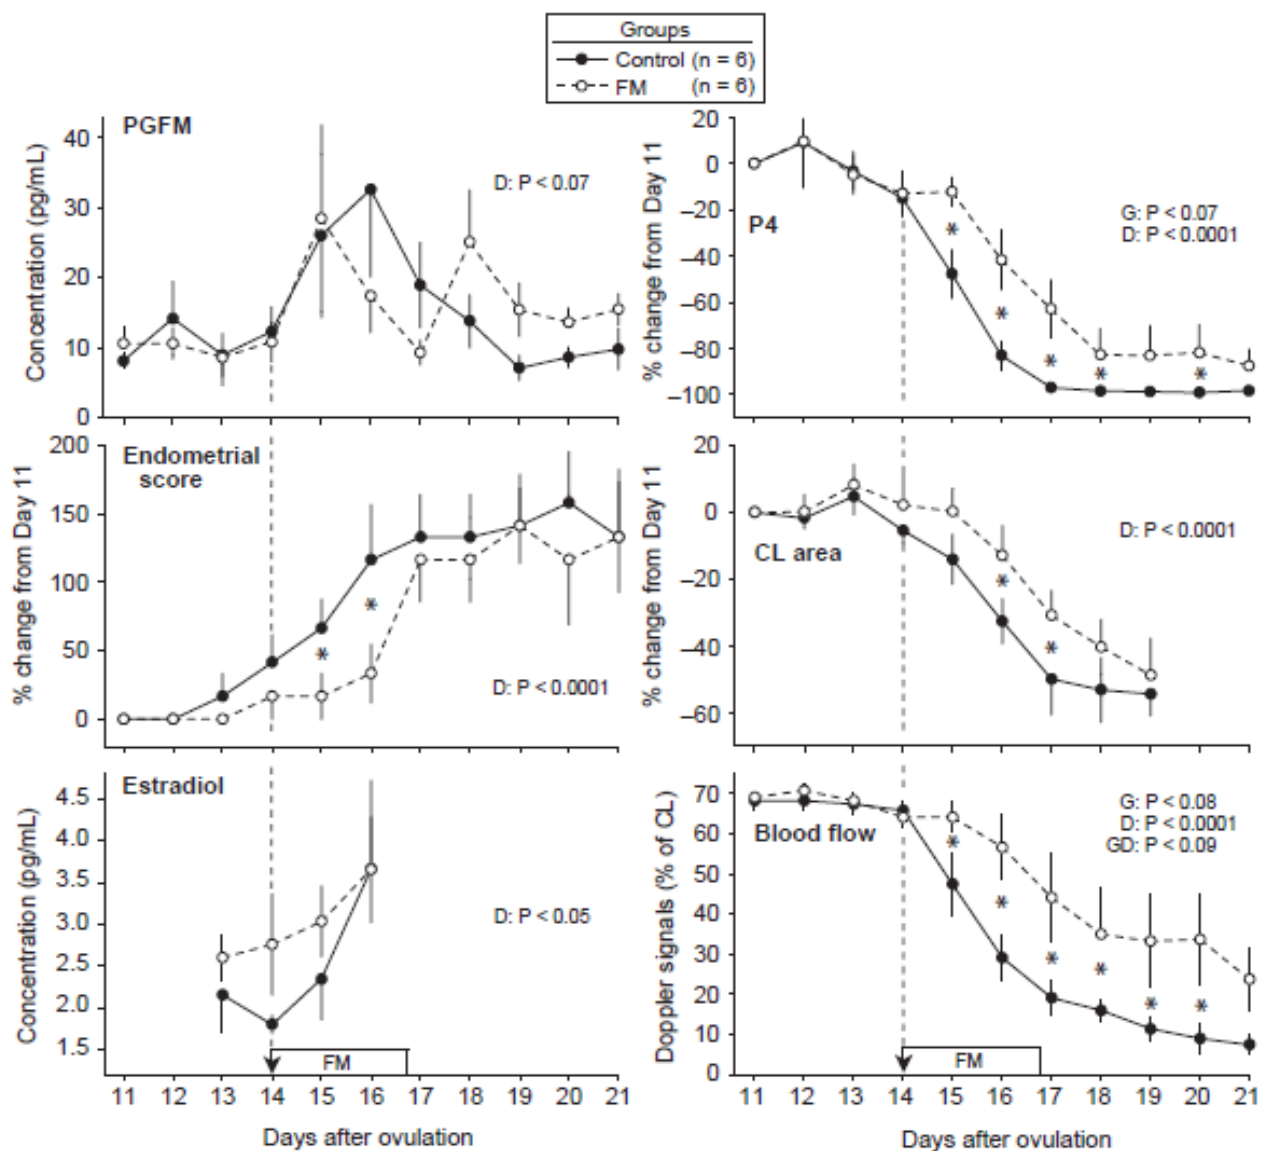 Groups
Control (n = 6)
FM (n = 6)
PGFM
D: P < 0.07
Concentration (pg/mL)
40
30
20
10
0
P4
G: P < 0.07
D: P < 0.0001
% change from Day 11
20
0
–20
–40
–60
–80
–100
*
*
*
*
*
Endometrial
score
D: P < 0.0001
% change from Day 11
200
150
100
50
0
*
*
CL area
D: P < 0.0001
% change from Day 11
20
0
–20
–40
–60
*
*
Estradiol
D: P < 0.05
Concentration (pg/mL)
4.5
4.0
3.5
3.0
2.5
2.0
1.5
FM
11 12 13 14 15 16 17 18 19 20 21
Days after ovulation
Blood flow
G: P < 0.08
D: P < 0.0001
GD: P < 0.09
Doppler signals (% of CL)
70
60
50
40
30
20
10
0
*
*
*
*
*
*
FM
11 12 13 14 15 16 17 18 19 20 21
Days after ovulation